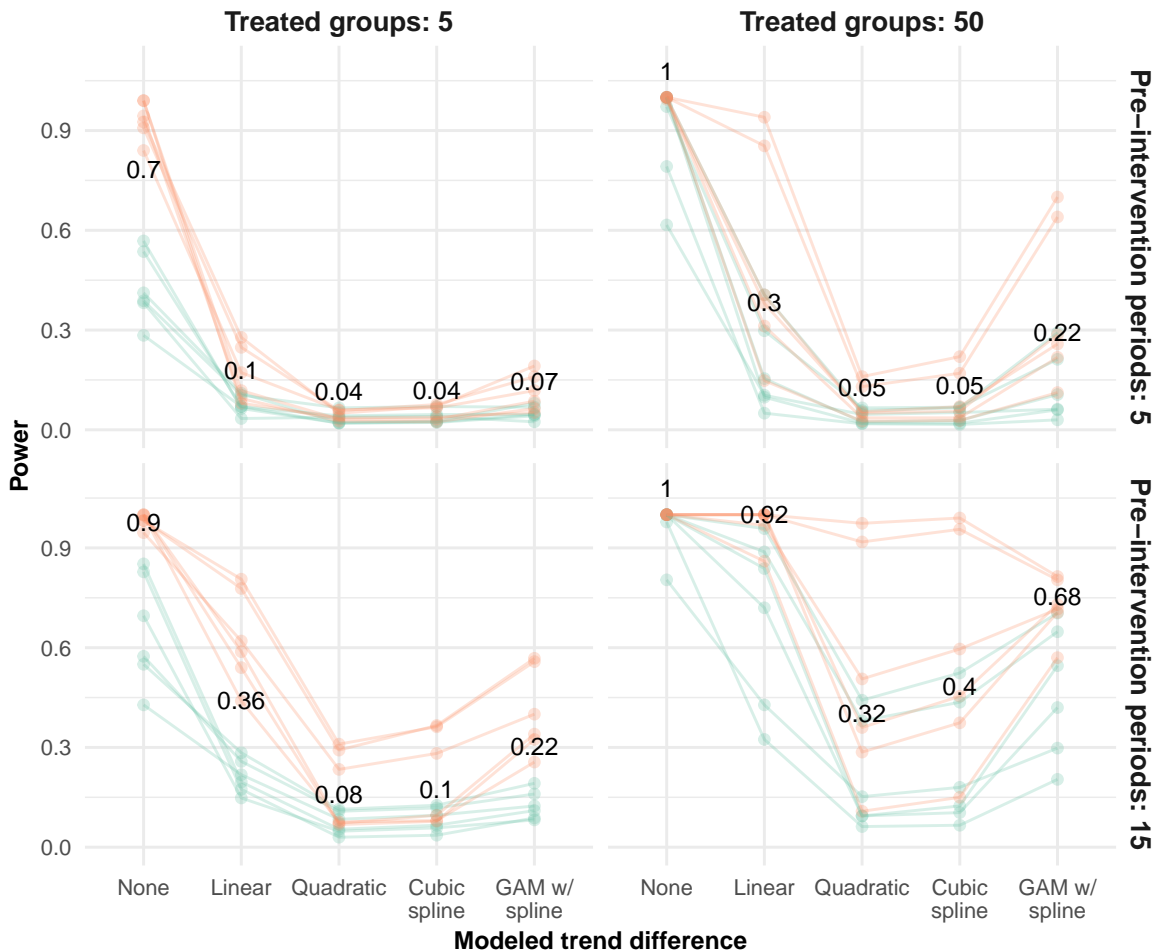 Treated groups: 5
Treated groups: 50
Pre−intervention periods: 5
Pre−intervention periods: 15
Power
0.9
0.6
0.3
0.0
0.7
0.1
0.04
0.04
0.07
1
0.3
0.05
0.05
0.22
0.9
0.6
0.3
0.0
0.9
0.36
0.08
0.1
0.22
1
0.92
0.32
0.4
0.68
None
Linear
Quadratic
Cubic
spline
GAM w/
spline
None
Linear
Quadratic
Cubic
spline
GAM w/
spline
Modeled trend difference